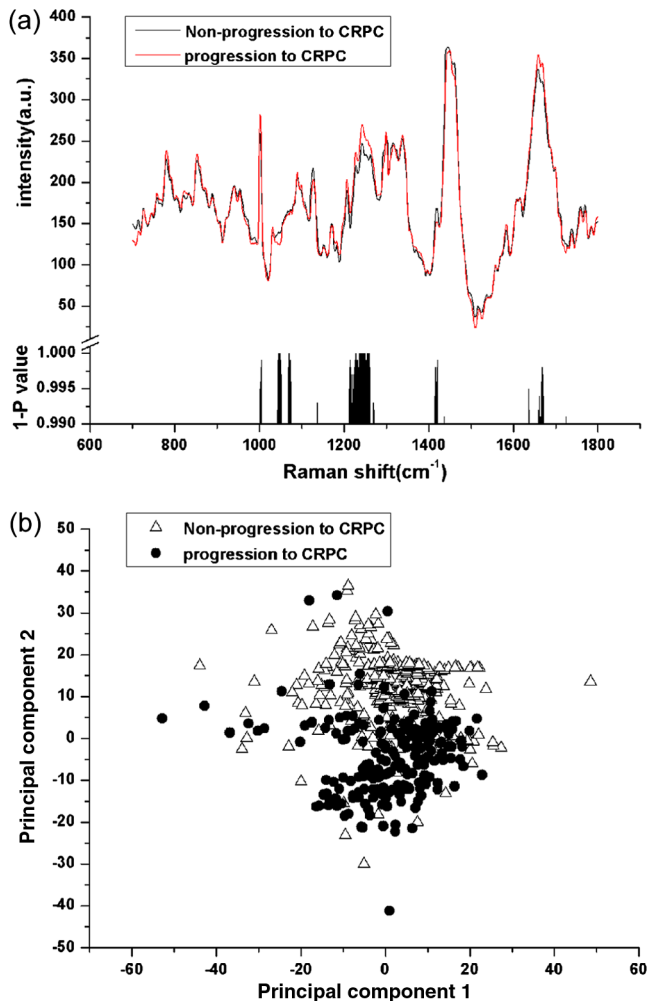 (a)
Non-progression to CRPC
progression to CRPC
intensity(a.u.)
400
350
300
250
200
150
100
50
1-P value
1.000
0.995
0.990
600 800 1000 1200 1400 1600 1800
Raman shift(cm⁻¹)
(b)
Non-progression to CRPC
progression to CRPC
Principal component 2
50
40
30
20
10
0
-10
-20
-30
-40
-50
-60 -40 -20 0 20 40 60
Principal component 1